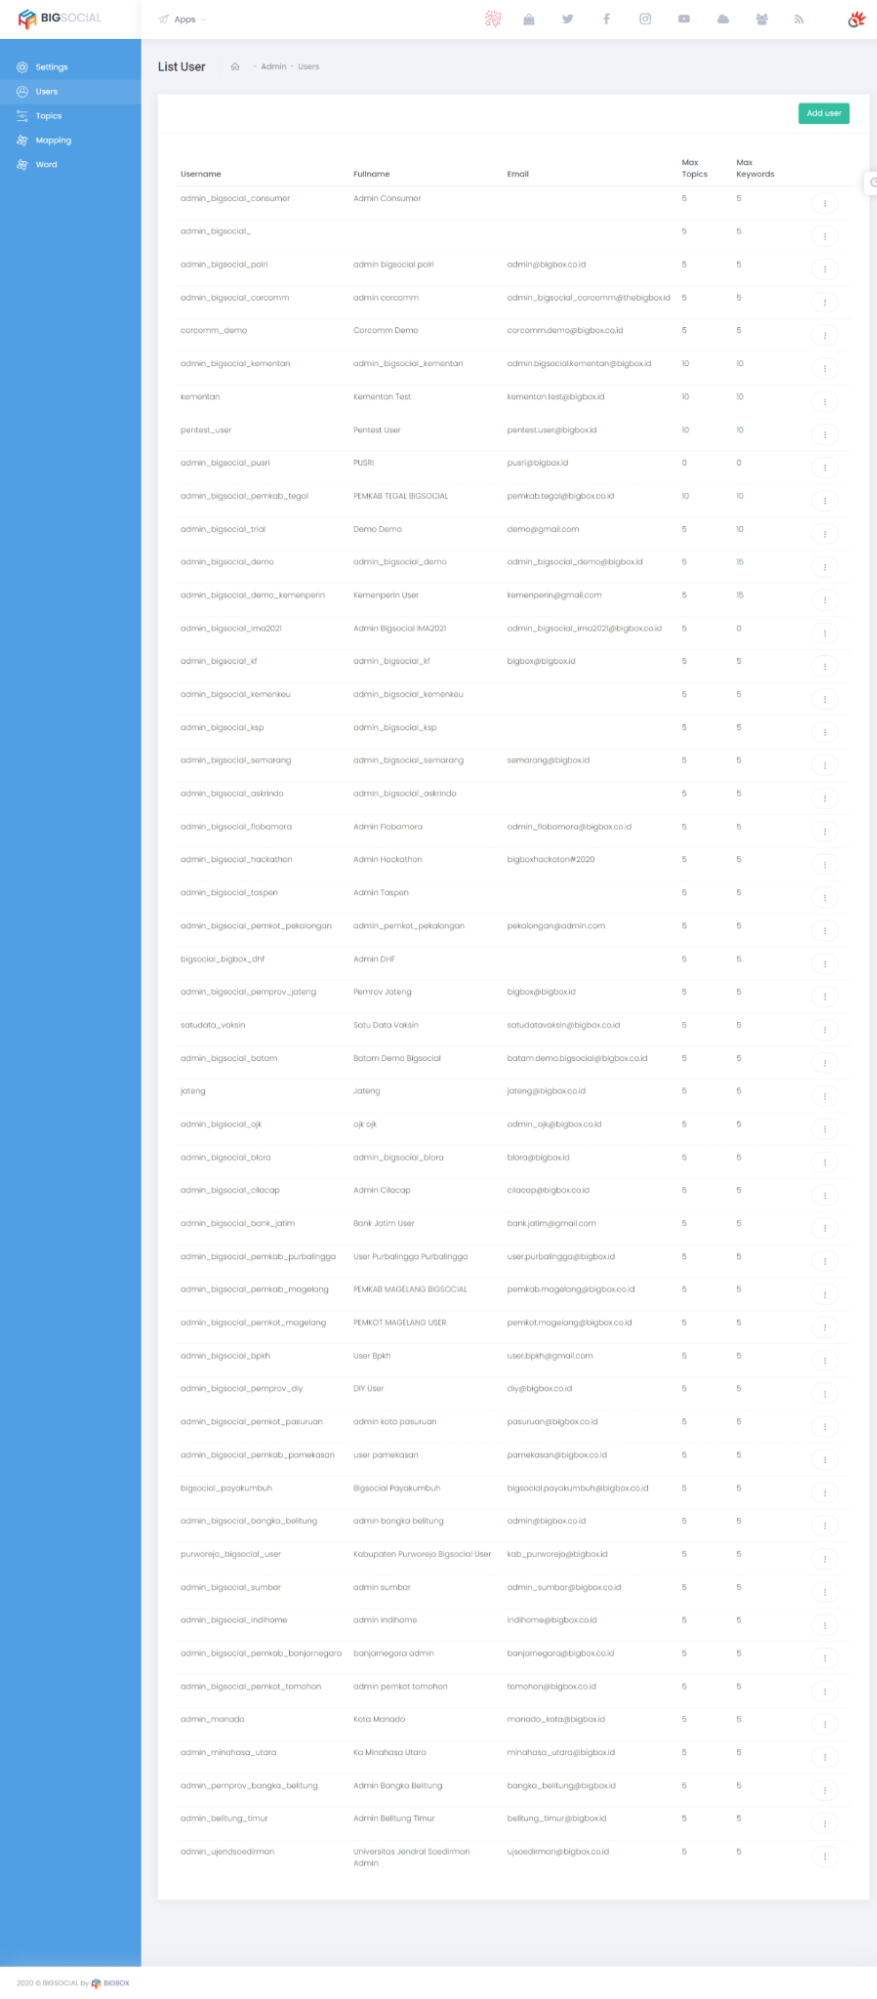 BIGSOCIAL
Apps
Settings
Users
Topics
Mapping
Word
List User - Admin - Users
Add user
Username Fullname Email Max Topics Max Keywords
admin_bigsocial_consumer Admin Consumer 5 5
admin_bigsocial_ 5 5
admin_bigsocial_polri admin bigsocial polri admin@bigbox.co.id 5 5
admin_bigsocial_corcomm admin corcomm admin_bigsocial_corcomm@thebigbox.id 5 5
corcomm_demo Corcomm Demo corcomm.demo@bigbox.co.id 5 5
admin_bigsocial_kementan admin_bigsocial_kementan admin.bigsocial.kementan@bigbox.id 10 10
kementan Kementan Test kementan.test@bigbox.id 10 10
pentest_user Pentest User pentest.user@bigbox.id 10 10
admin_bigsocial_pusri PUSRI pusri@bigbox.id 0 0
admin_bigsocial_pemkab_tegal PEMKAB TEGAL BIGSOCIAL pemkab.tegal@bigbox.co.id 10 10
admin_bigsocial_trial Demo Demo demo@gmail.com 5 10
admin_bigsocial_demo admin_bigsocial_demo admin_bigsocial_demo@bigbox.id 5 15
admin_bigsocial_demo_kemenperin Kemenperin User kemenperin@gmail.com 5 15
admin_bigsocial_ima2021 Admin Bigsocial IMA2021 admin_bigsocial_ima2021@bigbox.co.id 5 0
admin_bigsocial_kf admin_bigsocial_kf bigbox@bigbox.id 5 5
admin_bigsocial_kemenkeu admin_bigsocial_kemenkeu 5 5
admin_bigsocial_ksp admin_bigsocial_ksp 5 5
admin_bigsocial_semarang admin_bigsocial_semarang semarang@bigbox.id 5 5
admin_bigsocial_askrindo admin_bigsocial_askrindo 5 5
admin_bigsocial_flobamora Admin Flobamora admin_flobamora@bigbox.co.id 5 5
admin_bigsocial_hackathon Admin Hackathon bigboxhackaton#2020 5 5
admin_bigsocial_taspen Admin Taspen 5 5
admin_bigsocial_pemkot_pekalongan admin_pemkot_pekalongan pekalongan@admin.com 5 5
bigsocial_bigbox_dhf Admin DHF 5 5
admin_bigsocial_pemprov_jateng Pemrov Jateng bigbox@bigbox.id 5 5
satudata_vaksin Satu Data Vaksin satudatavaksin@bigbox.co.id 5 5
admin_bigsocial_batam Batam Demo Bigsocial batam.demo.bigsocial@bigbox.co.id 5 5
jateng Jateng jateng@bigbox.co.id 5 5
admin_bigsocial_ojk ojk ojk admin_ojk@bigbox.co.id 5 5
admin_bigsocial_blora admin_bigsocial_blora blora@bigbox.id 5 5
admin_bigsocial_cilacap Admin Cilacap cilacap@bigbox.co.id 5 5
admin_bigsocial_bank_jatim Bank Jatim User bank.jatim@gmail.com 5 5
admin_bigsocial_pemkab_purbalingga User Purbalingga Purbalingga user.purbalingga@bigbox.id 5 5
admin_bigsocial_pemkab_magelang PEMKAB MAGELANG BIGSOCIAL pemkab.magelang@bigbox.co.id 5 5
admin_bigsocial_pemkot_magelang PEMKOT MAGELANG USER pemkot.magelang@bigbox.co.id 5 5
admin_bigsocial_bpkh User Bpkh user.bpkh@gmail.com 5 5
admin_bigsocial_pemprov_diy DIY User diy@bigbox.co.id 5 5
admin_bigsocial_pemkot_pasuruan admin kota pasuruan pasuruan@bigbox.co.id 5 5
admin_bigsocial_pemkab_pamekasan user pamekasan pamekasan@bigbox.co.id 5 5
bigsocial_payakumbuh Bigsocial Payakumbuh bigsocial.payakumbuh@bigbox.co.id 5 5
admin_bigsocial_bangka_belitung admin bangka belitung admin@bigbox.co.id 5 5
purworejo_bigsocial_user Kabupaten Purworejo Bigsocial User kab_purworejo@bigbox.id 5 5
admin_bigsocial_sumbar admin sumbar admin_sumbar@bigbox.co.id 5 5
admin_bigsocial_indihome admin indihome indihome@bigbox.co.id 5 5
admin_bigsocial_pemkab_banjarnegara banjarnegara admin banjarnegara@bigbox.co.id 5 5
admin_bigsocial_pemkot_tomohon admin pemkot tomohon tomohon@bigbox.co.id 5 5
admin_manado Kota Manado manado_kota@bigbox.id 5 5
admin_minahasa_utara Ka Minahasa Utara minahasa_utara@bigbox.id 5 5
admin_pemprov_bangka_belitung Admin Bangka Belitung bangka_belitung@bigbox.id 5 5
admin_belitung_timur Admin Belitung Timur belitung_timur@bigbox.id 5 5
admin_ujendsoedirman Universitas Jendral Soedirman ujsoedirman@bigbox.co.id 5 5
Admin
2020 © BIGSOCIAL by BIGBOX